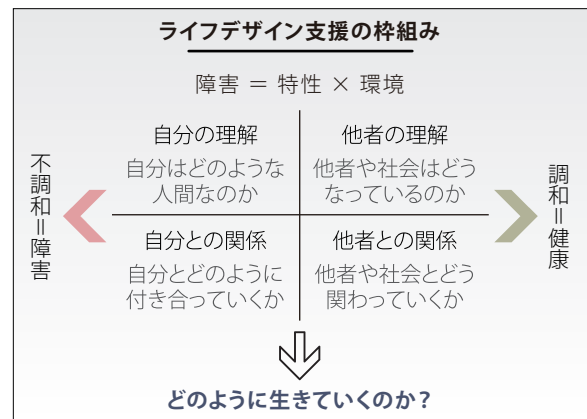 ライフデザイン支援の枠組み
障害 ＝ 特性 × 環境
不調和＝障害
自分の理解
自分はどのような
人間なのか
他者の理解
他者や社会はどう
なっているのか
自分との関係
自分とどのように
付き合っていくか
他者との関係
他者や社会とどう
関わっていくか
調和＝健康
どのように生きていくのか？